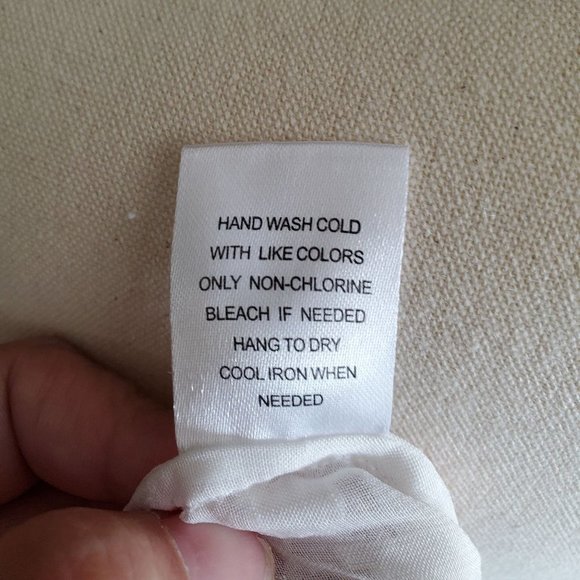 HAND WASH COLD
WITH LIKE COLORS
ONLY NON-CHLORINE
BLEACH IF NEEDED
HANG TO DRY
COOL IRON WHEN
NEEDED